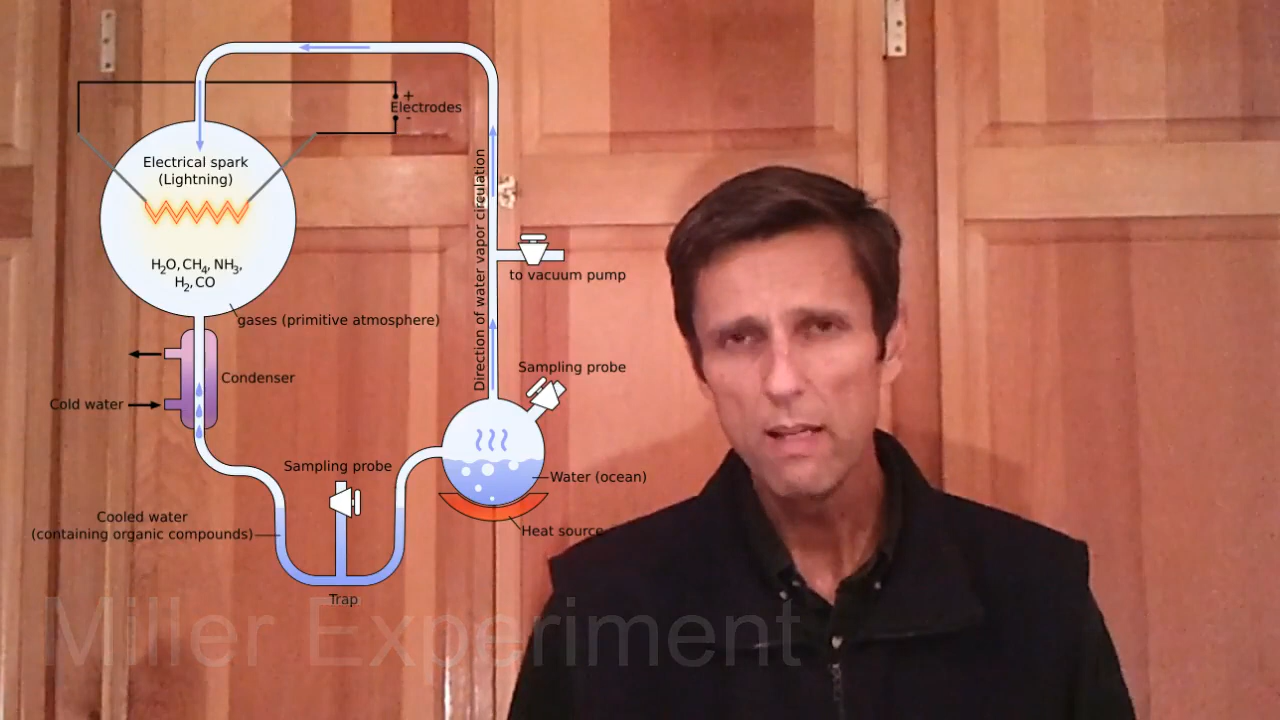 +
Electrodes
-
Electrical spark
(Lightning)
H2O, CH4, NH3,
H2, CO
Direction of water vapor circulation
to vacuum pump
gases (primitive atmosphere)
Condenser
Cold water
Sampling probe
Sampling probe
Water (ocean)
Cooled water
(containing organic compounds)
Heat source
Trap
Miller Experiment